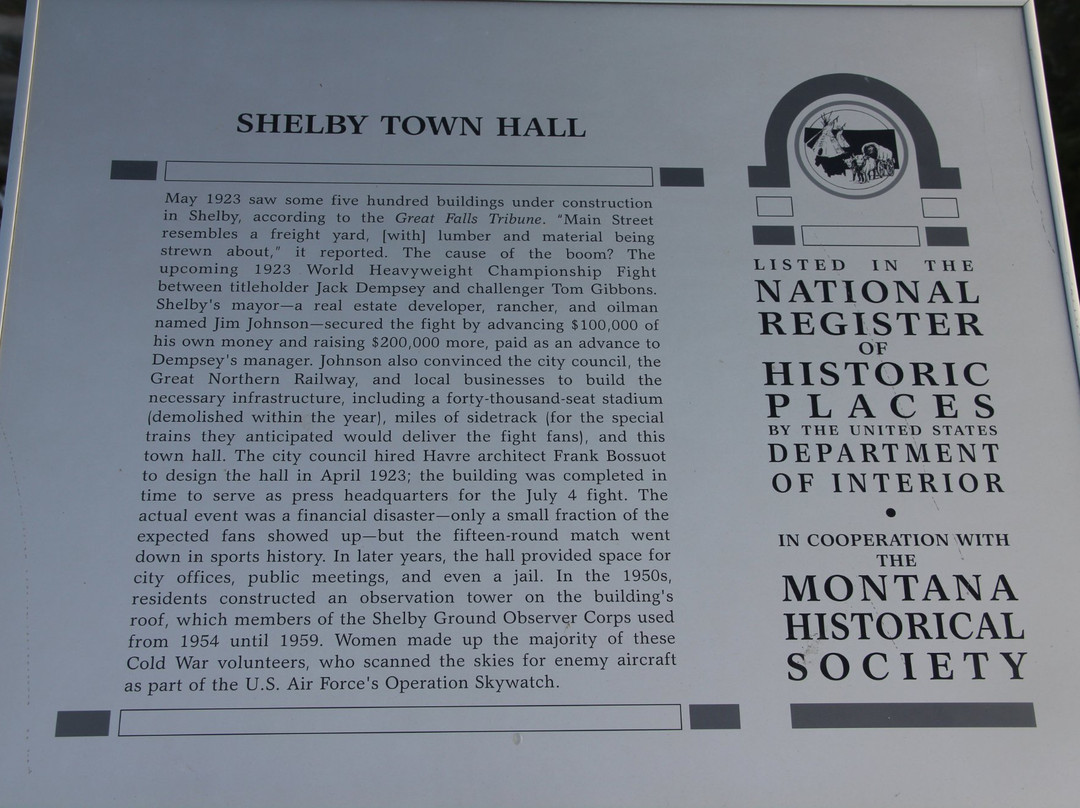 SHELBY TOWN HALL
May 1923 saw some five hundred buildings under construction
in Shelby, according to the Great Falls Tribune. "Main Street
resembles a freight yard, [with] lumber and material being
strewn about," it reported. The cause of the boom? The
upcoming 1923 World Heavyweight Championship Fight
between titleholder Jack Dempsey and challenger Tom Gibbons.
Shelby's mayor—a real estate developer, rancher, and oilman
named Jim Johnson—secured the fight by advancing $100,000 of
his own money and raising $200,000 more, paid as an advance to
Dempsey's manager. Johnson also convinced the city council, the
Great Northern Railway, and local businesses to build the
necessary infrastructure, including a forty-thousand-seat stadium
(demolished within the year), miles of sidetrack (for the special
trains they anticipated would deliver the fight fans), and this
town hall. The city council hired Havre architect Frank Bossuot
to design the hall in April 1923; the building was completed in
time to serve as press headquarters for the July 4 fight. The
actual event was a financial disaster—only a small fraction of the
expected fans showed up—but the fifteen-round match went
down in sports history. In later years, the hall provided space for
city offices, public meetings, and even a jail. In the 1950s,
residents constructed an observation tower on the building's
roof, which members of the Shelby Ground Observer Corps used
from 1954 until 1959. Women made up the majority of these
Cold War volunteers, who scanned the skies for enemy aircraft
as part of the U.S. Air Force's Operation Skywatch.
LISTED IN THE
NATIONAL
REGISTER
OF
HISTORIC
PLACES
BY THE UNITED STATES
DEPARTMENT
OF INTERIOR
•
IN COOPERATION WITH
THE
MONTANA
HISTORICAL
SOCIETY